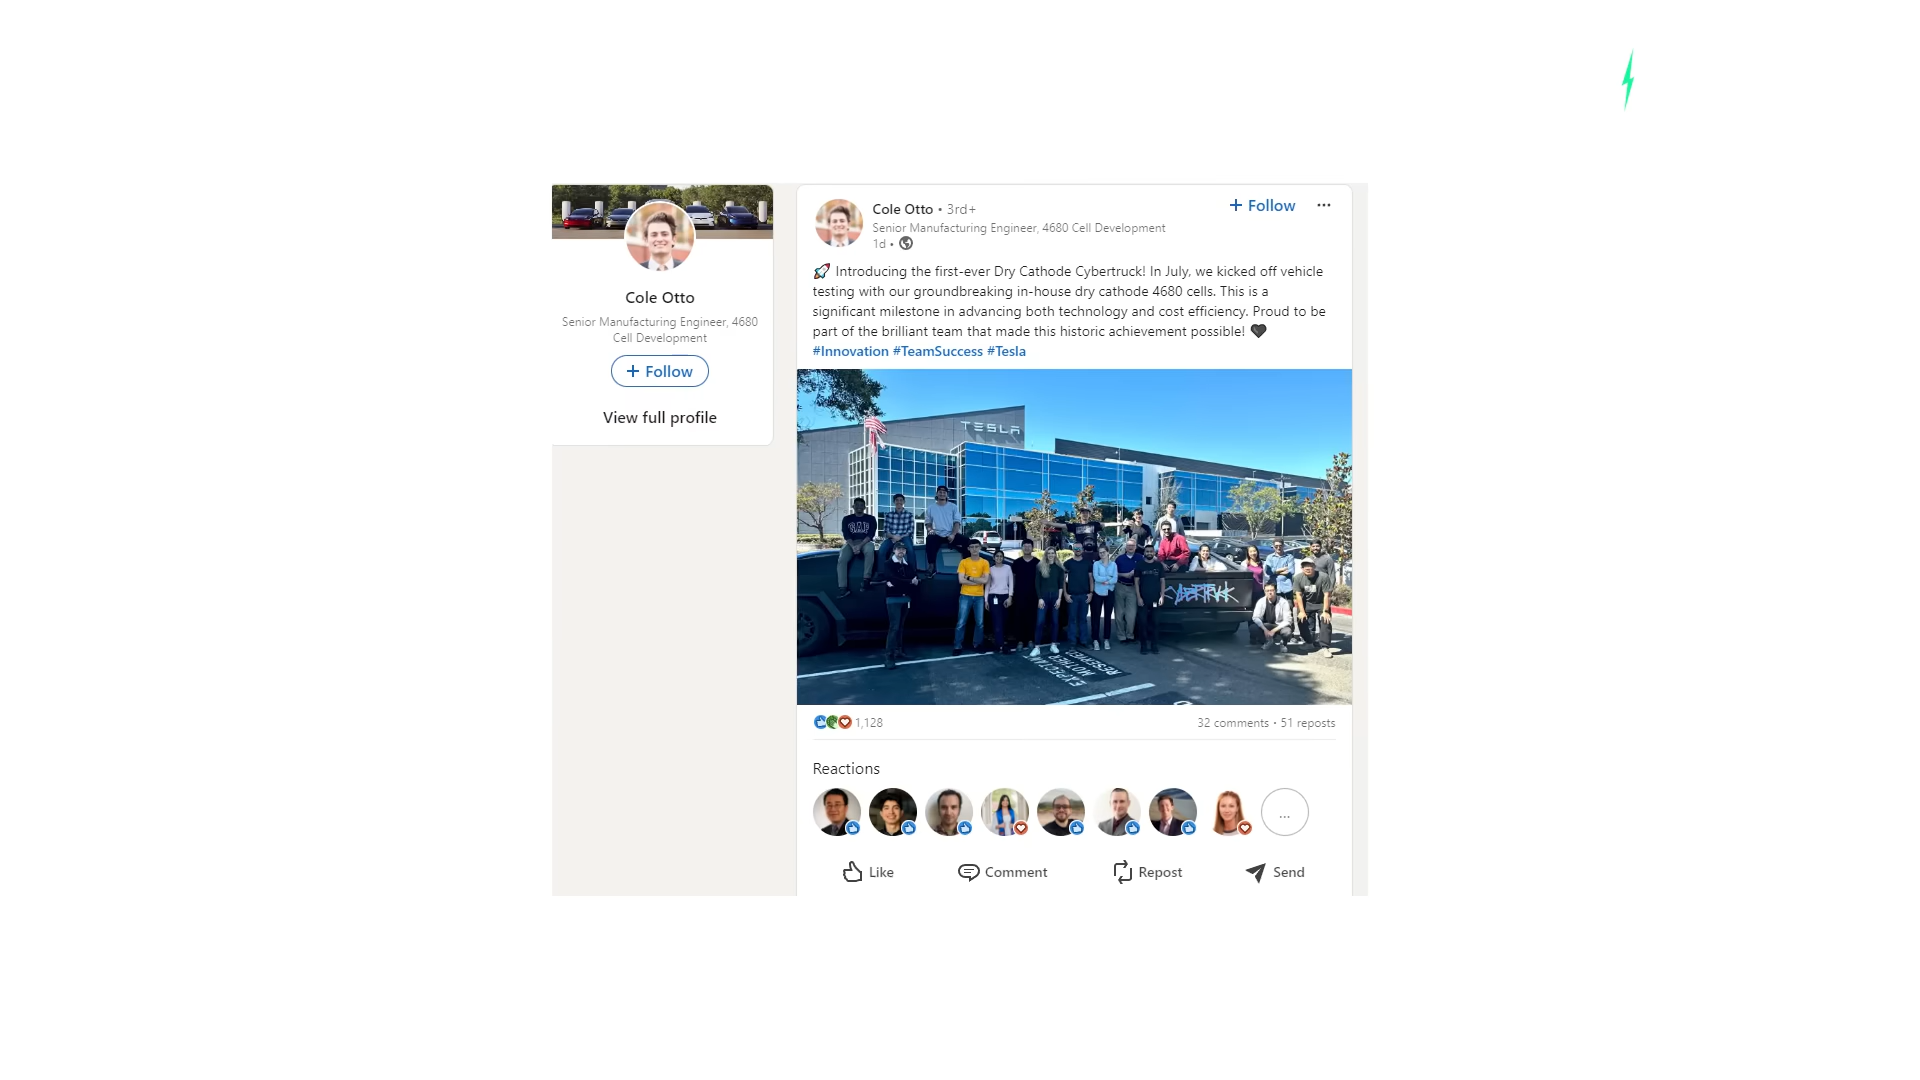 Cole Otto
Senior Manufacturing Engineer, 4680
Cell Development
+ Follow
View full profile
Cole Otto • 3rd+
Senior Manufacturing Engineer, 4680 Cell Development
1d •
+ Follow
🚀 Introducing the first-ever Dry Cathode Cybertruck! In July, we kicked off vehicle
testing with our groundbreaking in-house dry cathode 4680 cells. This is a
significant milestone in advancing both technology and cost efficiency. Proud to be
part of the brilliant team that made this historic achievement possible! 🖤
#Innovation #TeamSuccess #Tesla
TESLA
GAP
CYBERTRUCK
RESERVED
MOTHER
EXPECTANT
1,128
32 comments • 51 reposts
Reactions
...
Like
Comment
Repost
Send